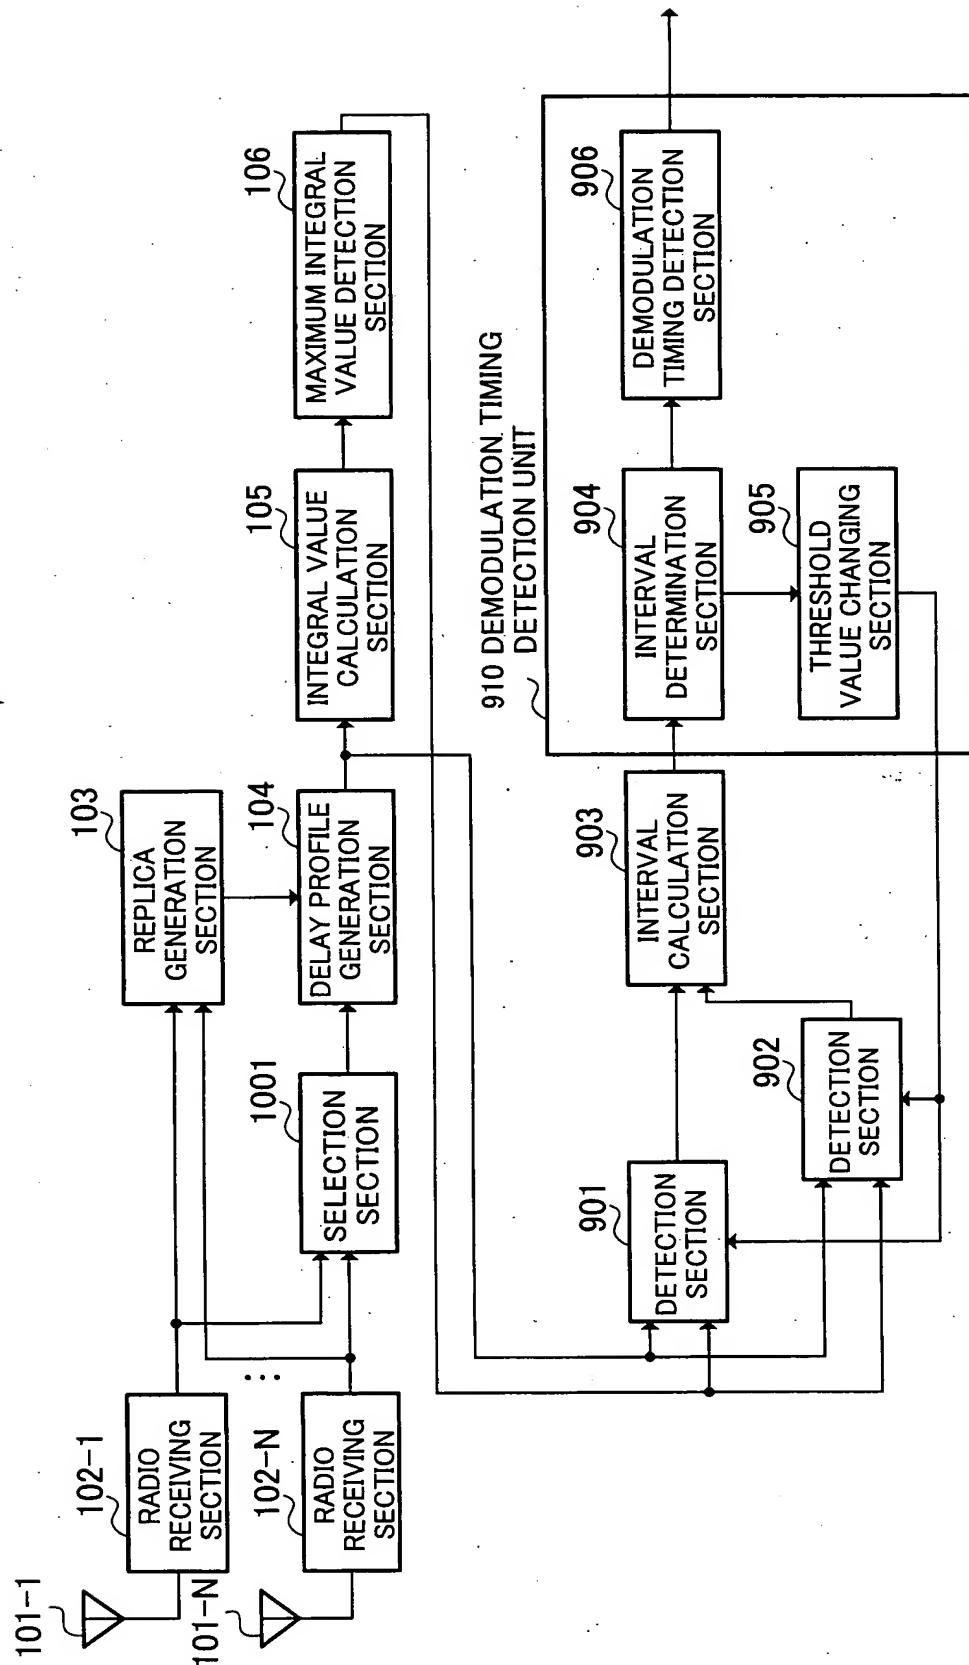 101-1
102-1
RADIO
RECEIVING
SECTION
101-N
102-N
RADIO
RECEIVING
SECTION
...
103
REPLICA
GENERATION
SECTION
1001
SELECTION
SECTION
104
DELAY PROFILE
GENERATION
SECTION
105
INTEGRAL VALUE
CALCULATION
SECTION
106
MAXIMUM INTEGRAL
VALUE DETECTION
SECTION
910 DEMODULATION TIMING
DETECTION UNIT
901
DETECTION
SECTION
902
DETECTION
SECTION
903
INTERVAL
CALCULATION
SECTION
904
INTERVAL
DETERMINATION
SECTION
905
THRESHOLD
VALUE CHANGING
SECTION
906
DEMODULATION
TIMING DETECTION
SECTION